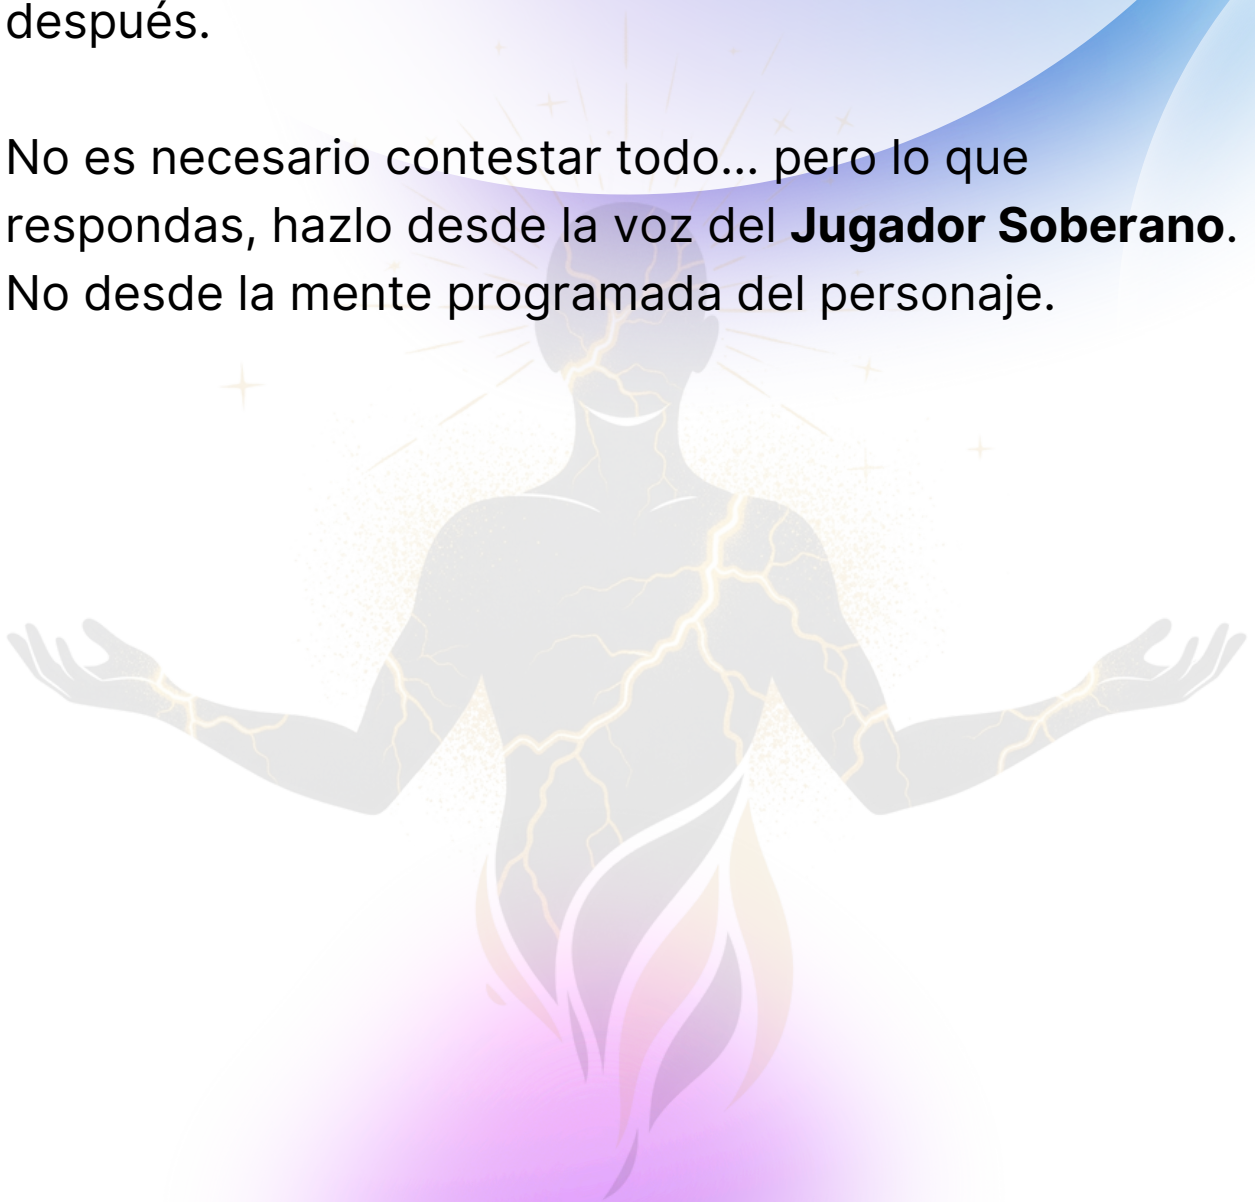 después.
No es necesario contestar todo... pero lo que
respondas, hazlo desde la voz del Jugador Soberano.
No desde la mente programada del personaje.